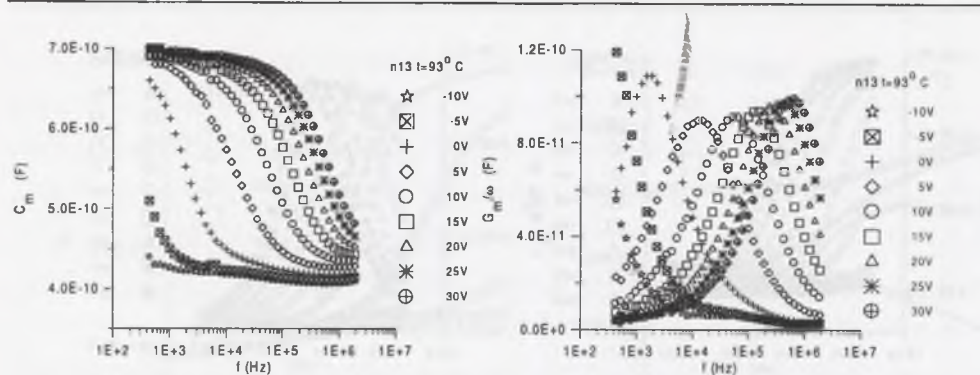 7.0E-10
6.0E-10
5.0E-10
4.0E-10
C_m (F)
1E+2 1E+3 1E+4 1E+5 1E+6 1E+7
f (Hz)
n13 t=93⁰ C
-10V
-5V
0V
5V
10V
15V
20V
25V
30V
1.2E-10
8.0E-11
4.0E-11
0.0E+0
G_m/ω (F)
1E+2 1E+3 1E+4 1E+5 1E+6 1E+7
f (Hz)
n13 t=93⁰ C
-10V
-5V
0V
5V
10V
15V
20V
25V
30V